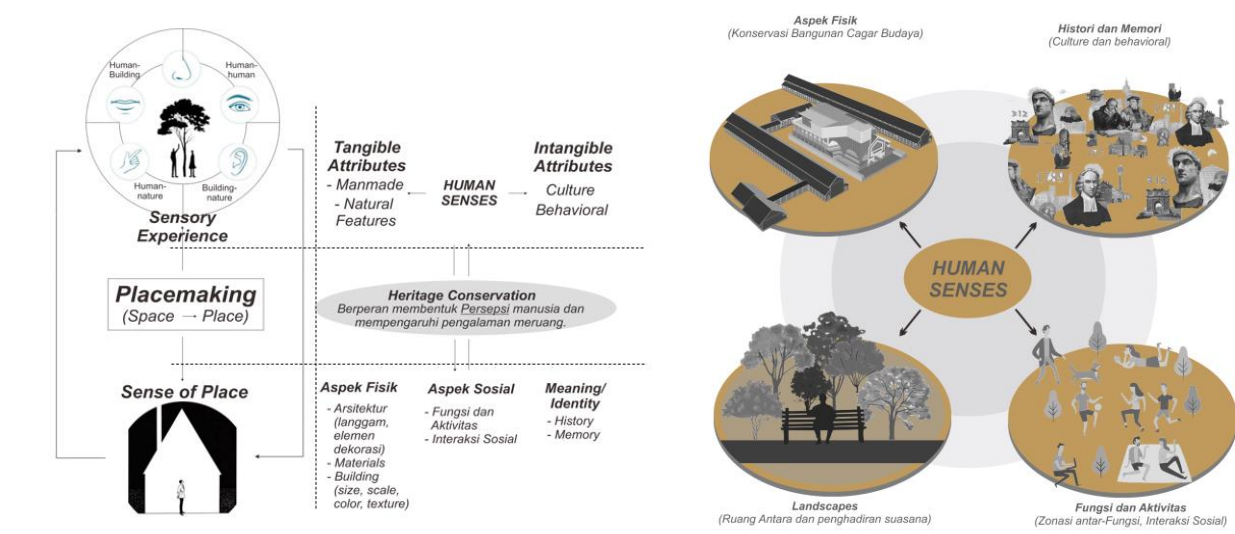 Human-
Building
Human-
human
Human-
nature
Building-
nature
Sensory
Experience
Placemaking
(Space → Place)
Sense of Place
Tangible
Attributes
- Manmade
- Natural
Features
HUMAN
SENSES
Intangible
Attributes
Culture
Behavioral
Heritage Conservation
Berperan membentuk Persepsi manusia dan
mempengaruhi pengalaman meruang.
Aspek Fisik
- Arsitektur
(langgam,
elemen
dekorasi)
- Materials
- Building
(size, scale,
color, texture)
Aspek Sosial
- Fungsi dan
Aktivitas
- Interaksi Sosial
Meaning/
Identity
- History
- Memory
Aspek Fisik
(Konservasi Bangunan Cagar Budaya)
Histori dan Memori
(Culture dan behavioral)
HUMAN
SENSES
Landscapes
(Ruang Antara dan penghadiran suasana)
Fungsi dan Aktivitas
(Zonasi antar-Fungsi, Interaksi Sosial)